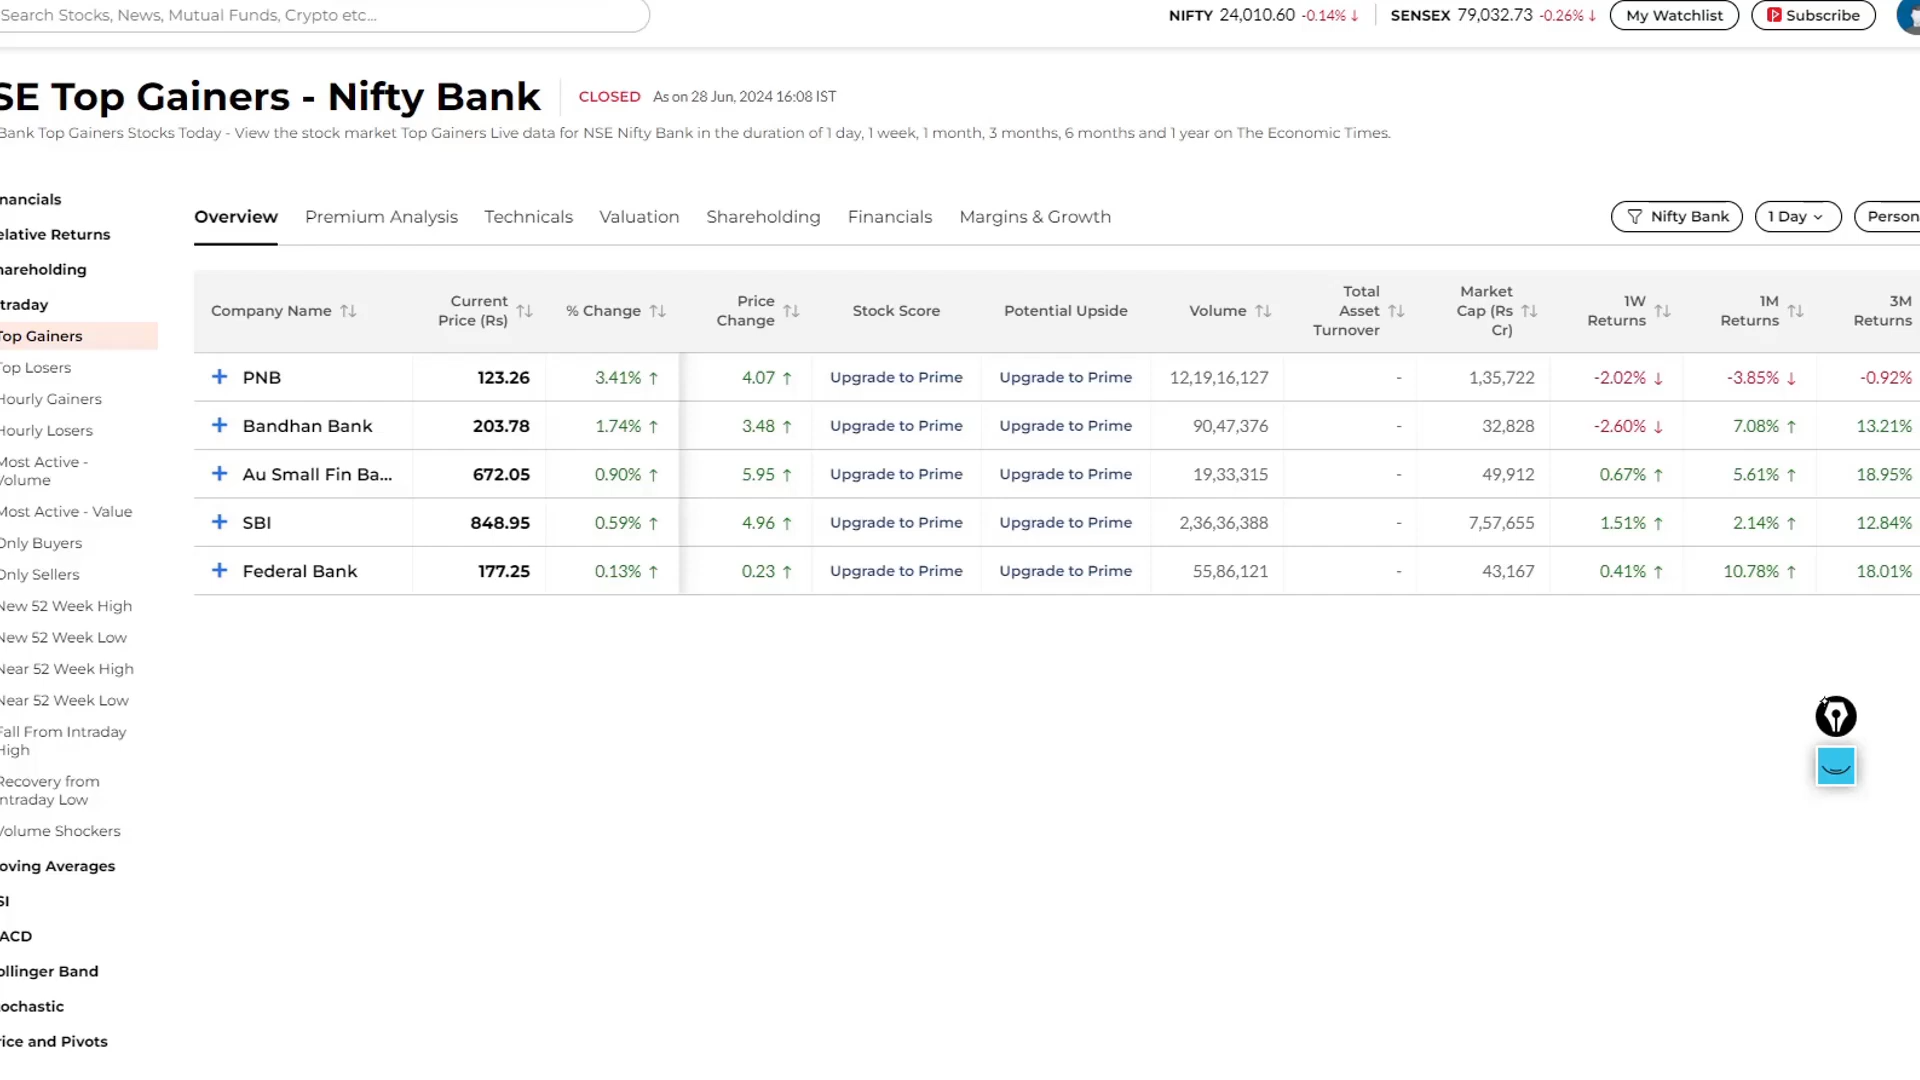 Search Stocks, News, Mutual Funds, Crypto etc...
NIFTY 24,010.60 -0.14% ↓ SENSEX 79,032.73 -0.26% ↓ My Watchlist Subscribe
SE Top Gainers - Nifty Bank CLOSED As on 28 Jun, 2024 16:08 IST
Bank Top Gainers Stocks Today - View the stock market Top Gainers Live data for NSE Nifty Bank in the duration of 1 day, 1 week, 1 month, 3 months, 6 months and 1 year on The Economic Times.
nancials
elative Returns
hareholding
traday
Top Gainers
Top Losers
Hourly Gainers
Hourly Losers
Most Active -
Volume
Most Active - Value
Only Buyers
Only Sellers
New 52 Week High
New 52 Week Low
Near 52 Week High
Near 52 Week Low
Fall From Intraday
High
Recovery from
Intraday Low
Volume Shockers
oving Averages
SI
ACD
ollinger Band
tochastic
rice and Pivots
Overview Premium Analysis Technicals Valuation Shareholding Financials Margins & Growth
Nifty Bank 1 Day Person
Company Name Current Price (Rs) % Change Price Change Stock Score Potential Upside Volume Total Asset Turnover Market Cap (Rs Cr) 1W Returns 1M Returns 3M Returns
+ PNB 123.26 3.41% ↑ 4.07 ↑ Upgrade to Prime Upgrade to Prime 12,19,16,127 - 1,35,722 -2.02% ↓ -3.85% ↓ -0.92%
+ Bandhan Bank 203.78 1.74% ↑ 3.48 ↑ Upgrade to Prime Upgrade to Prime 90,47,376 - 32,828 -2.60% ↓ 7.08% ↑ 13.21%
+ Au Small Fin Ba... 672.05 0.90% ↑ 5.95 ↑ Upgrade to Prime Upgrade to Prime 19,33,315 - 49,912 0.67% ↑ 5.61% ↑ 18.95%
+ SBI 848.95 0.59% ↑ 4.96 ↑ Upgrade to Prime Upgrade to Prime 2,36,36,388 - 7,57,655 1.51% ↑ 2.14% ↑ 12.84%
+ Federal Bank 177.25 0.13% ↑ 0.23 ↑ Upgrade to Prime Upgrade to Prime 55,86,121 - 43,167 0.41% ↑ 10.78% ↑ 18.01%